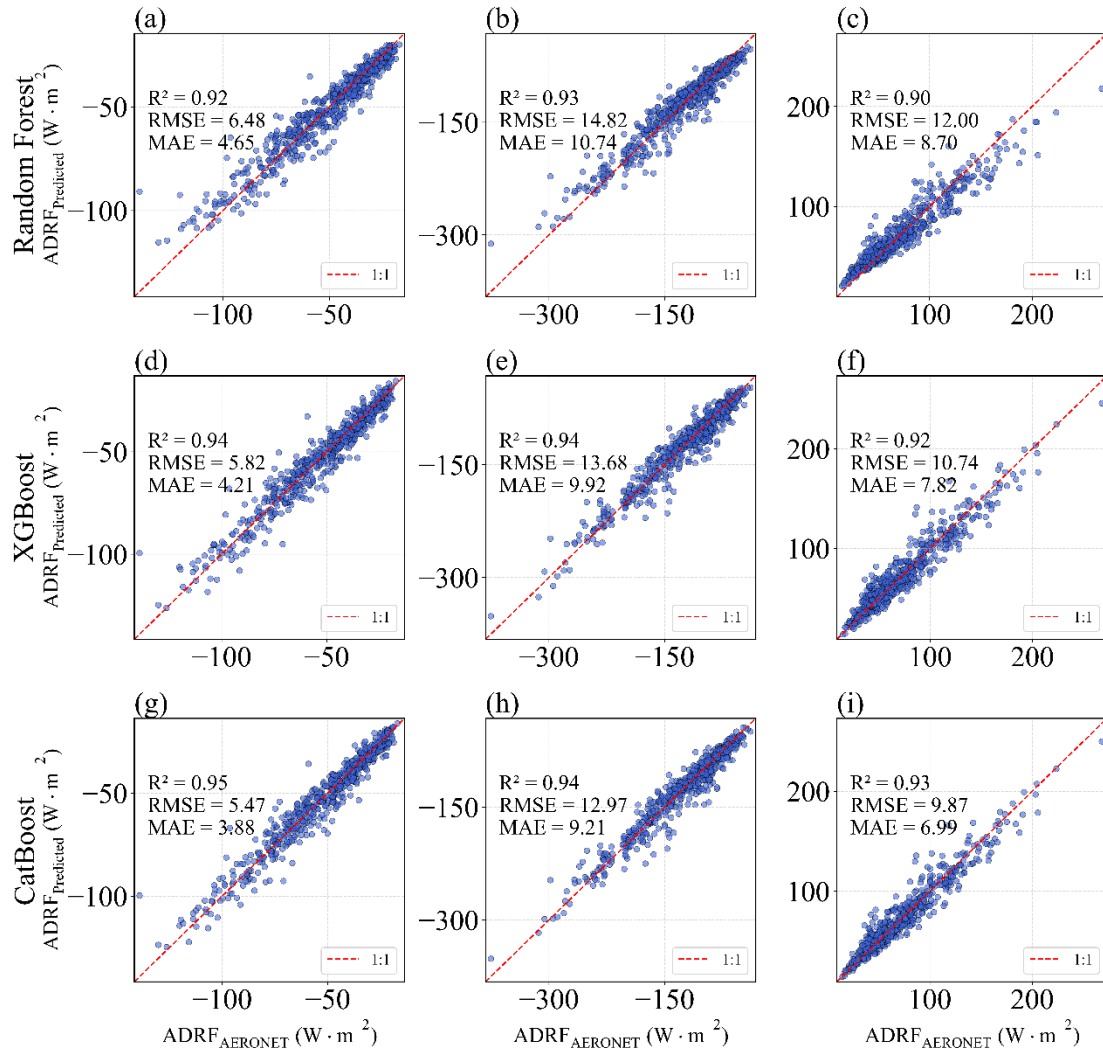 (a)
(b)
(c)
Random Forest
ADRFPredicted (W · m ²)
−50
−100
R² = 0.92
RMSE = 6.48
MAE = 4.65
1:1
−100
−50
−150
−300
R² = 0.93
RMSE = 14.82
MAE = 10.74
1:1
−300
−150
200
100
R² = 0.90
RMSE = 12.00
MAE = 8.70
1:1
100
200
(d)
(e)
(f)
XGBoost
ADRFPredicted (W · m ²)
−50
−100
R² = 0.94
RMSE = 5.82
MAE = 4.21
1:1
−100
−50
−150
−300
R² = 0.94
RMSE = 13.68
MAE = 9.92
1:1
−300
−150
200
100
R² = 0.92
RMSE = 10.74
MAE = 7.82
1:1
100
200
(g)
(h)
(i)
CatBoost
ADRFPredicted (W · m ²)
−50
−100
R² = 0.95
RMSE = 5.47
MAE = 3.88
1:1
−100
−50
ADRFAERONET (W · m ²)
−150
−300
R² = 0.94
RMSE = 12.97
MAE = 9.21
1:1
−300
−150
ADRFAERONET (W · m ²)
200
100
R² = 0.93
RMSE = 9.87
MAE = 6.99
1:1
100
200
ADRFAERONET (W · m ²)